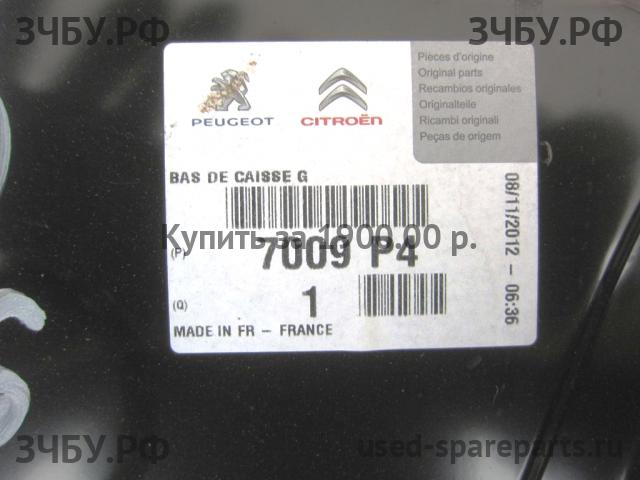 ЗЧБУ.РФ
ЗЧБУ.РФ
PEUGEOT
CITROËN
Pièces d'origine
Original parts
Recambios originales
Originalteile
Ricambi originali
Peças de origem
BAS DE CAISSE G
08/11/2012 - 06:36
Купить за 1900.00 р.
(P)
7009 P4
(Q)
1
MADE IN FR - FRANCE
ЗЧБУ.РФ
used-spareparts.ru